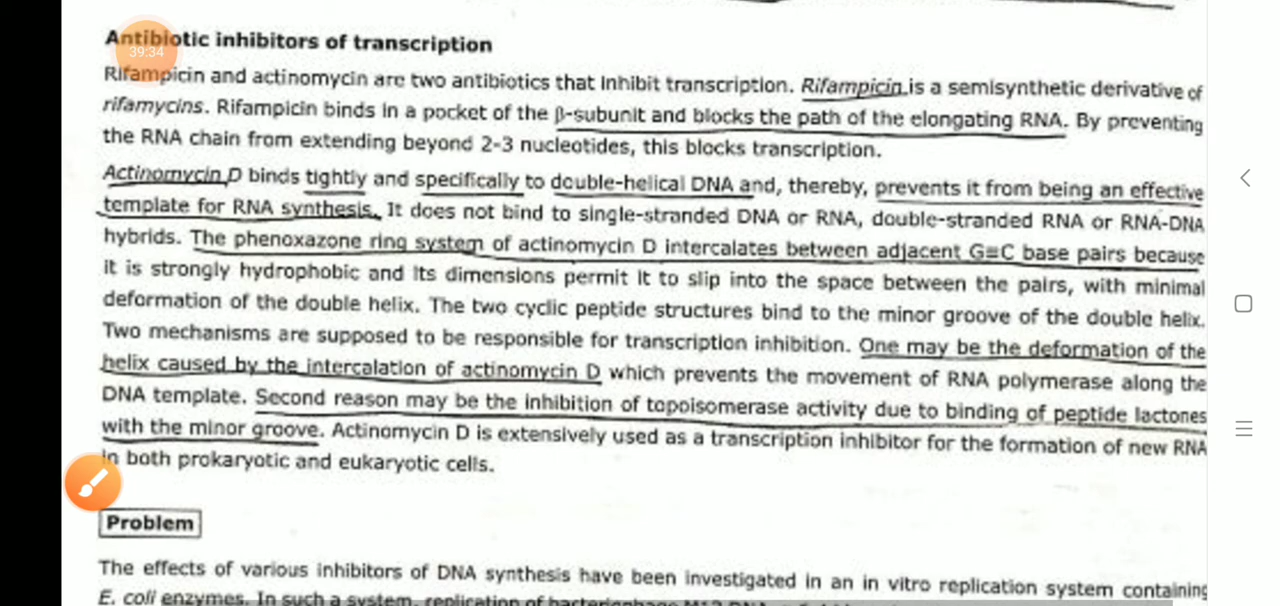 Antibiotic inhibitors of transcription
39:34
Rifampicin and actinomycin are two antibiotics that inhibit transcription. Rifampicin is a semisynthetic derivative of
rifamycins. Rifampicin binds in a pocket of the β-subunit and blocks the path of the elongating RNA. By preventing
the RNA chain from extending beyond 2-3 nucleotides, this blocks transcription.
Actinomycin D binds tightly and specifically to double-helical DNA and, thereby, prevents it from being an effective
template for RNA synthesis. It does not bind to single-stranded DNA or RNA, double-stranded RNA or RNA-DNA
hybrids. The phenoxazone ring system of actinomycin D intercalates between adjacent G≡C base pairs because
it is strongly hydrophobic and its dimensions permit it to slip into the space between the pairs, with minimal
deformation of the double helix. The two cyclic peptide structures bind to the minor groove of the double helix.
Two mechanisms are supposed to be responsible for transcription inhibition. One may be the deformation of the
helix caused by the intercalation of actinomycin D which prevents the movement of RNA polymerase along the
DNA template. Second reason may be the inhibition of topoisomerase activity due to binding of peptide lactones
with the minor groove. Actinomycin D is extensively used as a transcription inhibitor for the formation of new RNA
in both prokaryotic and eukaryotic cells.
Problem
The effects of various inhibitors of DNA synthesis have been investigated in an in vitro replication system containing
E. coli enzymes. In such a system, replication of bacteriophage M13 DNA